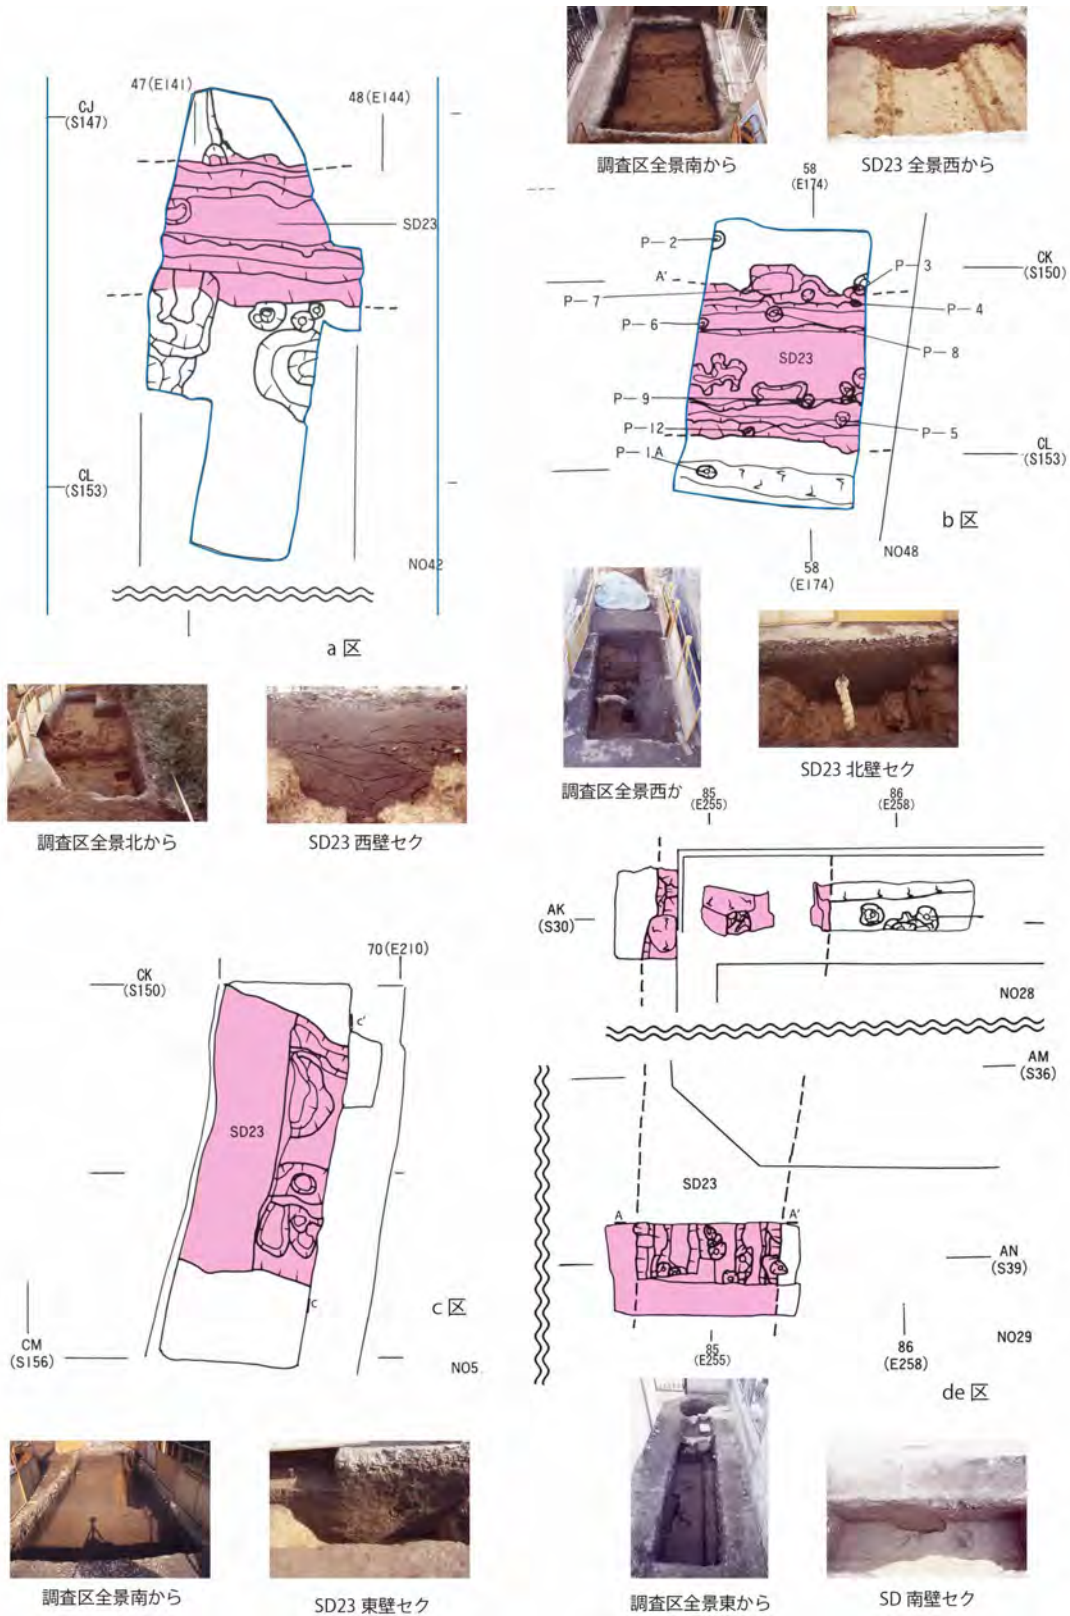 47(E141)
48(E144)
CJ
(S147)
SD23
CL
(S153)
NO42
a 区
調査区全景北から
SD23 西壁セク
調査区全景南から
SD23 全景西から
58
(E174)
P—2
CK
(S150)
A'
P—3
P—7
P—4
P—6
P—8
SD23
P—9
P—12
P—5
P—1A
CL
(S153)
b 区
NO48
58
(E174)
調査区全景西か
SD23 北壁セク
70(E210)
CK
(S150)
c'
SD23
c
c 区
CM
(S156)
NO5
調査区全景南から
SD23 東壁セク
85
(E255)
86
(E258)
AK
(S30)
NO28
AM
(S36)
SD23
A
A'
AN
(S39)
85
(E255)
86
(E258)
NO29
de 区
調査区全景東から
SD 南壁セク